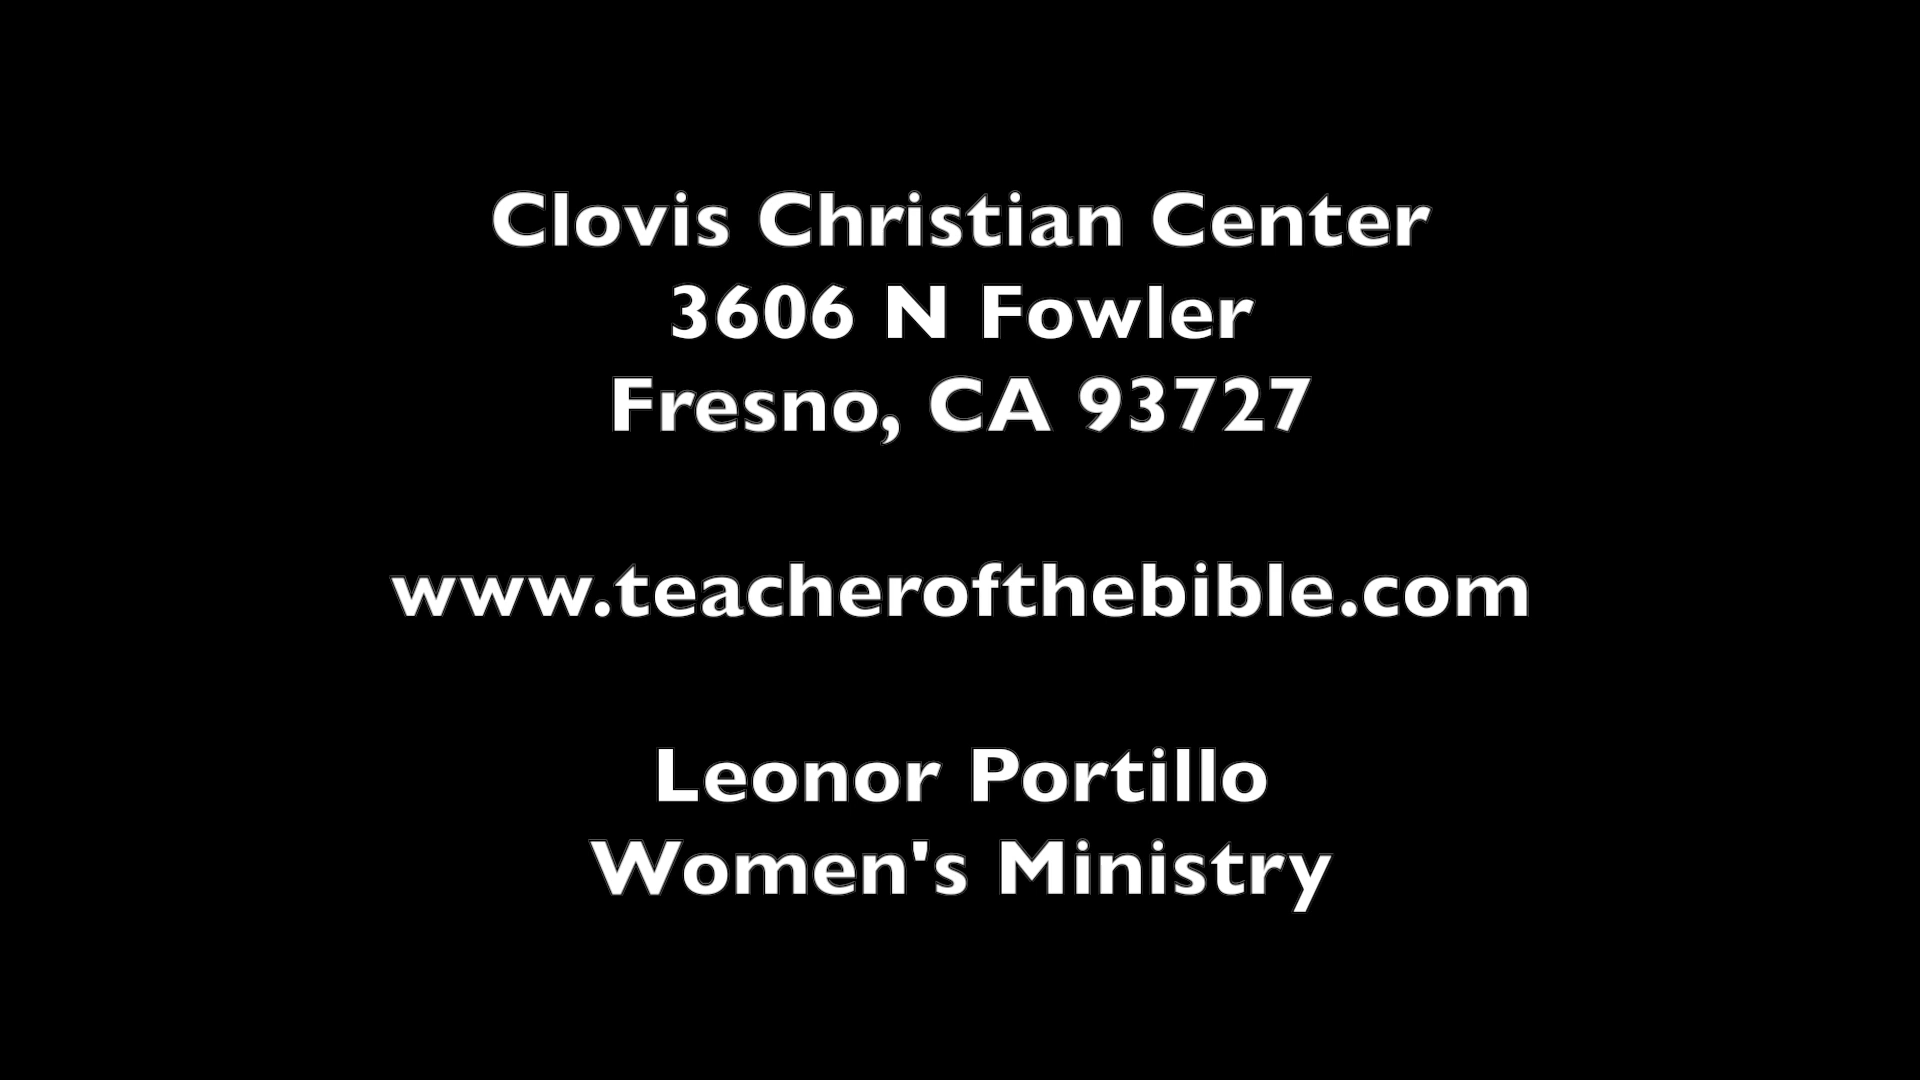 Clovis Christian Center
3606 N Fowler
Fresno, CA 93727
www.teacherofthebible.com
Leonor Portillo
Women's Ministry